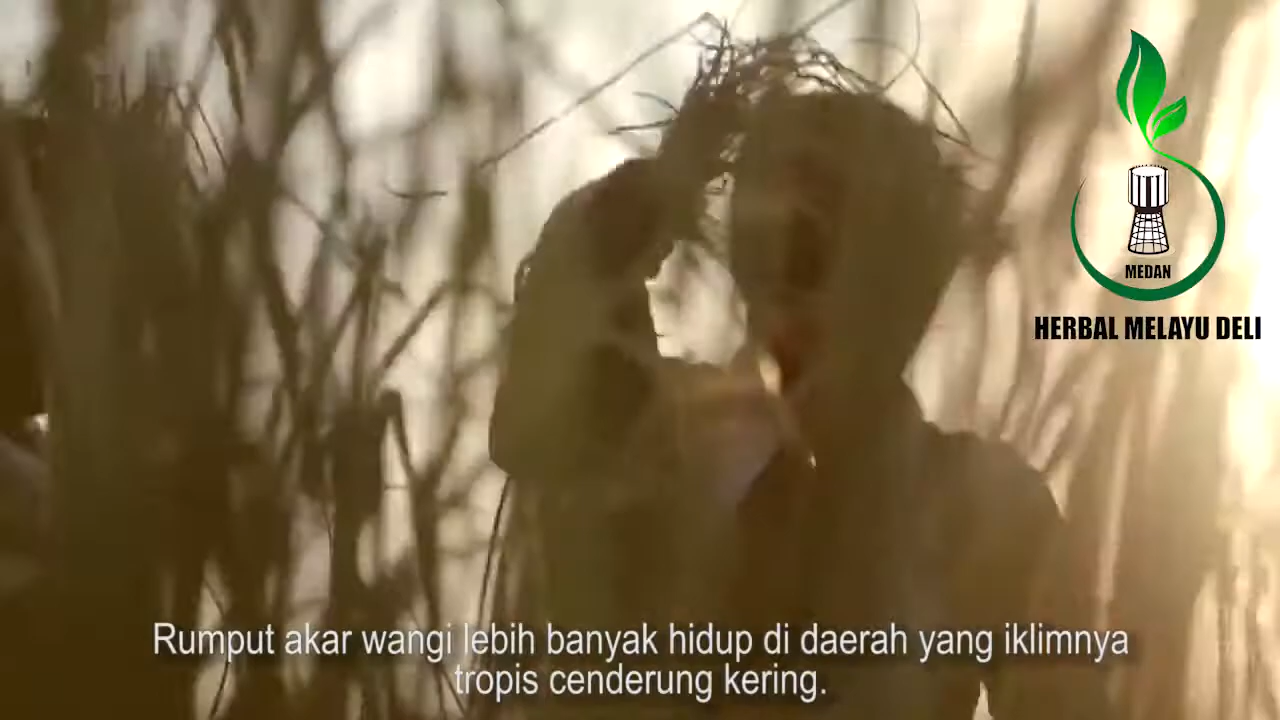 MEDAN
HERBAL MELAYU DELI
Rumput akar wangi lebih banyak hidup di daerah yang iklimnya
tropis cenderung kering.